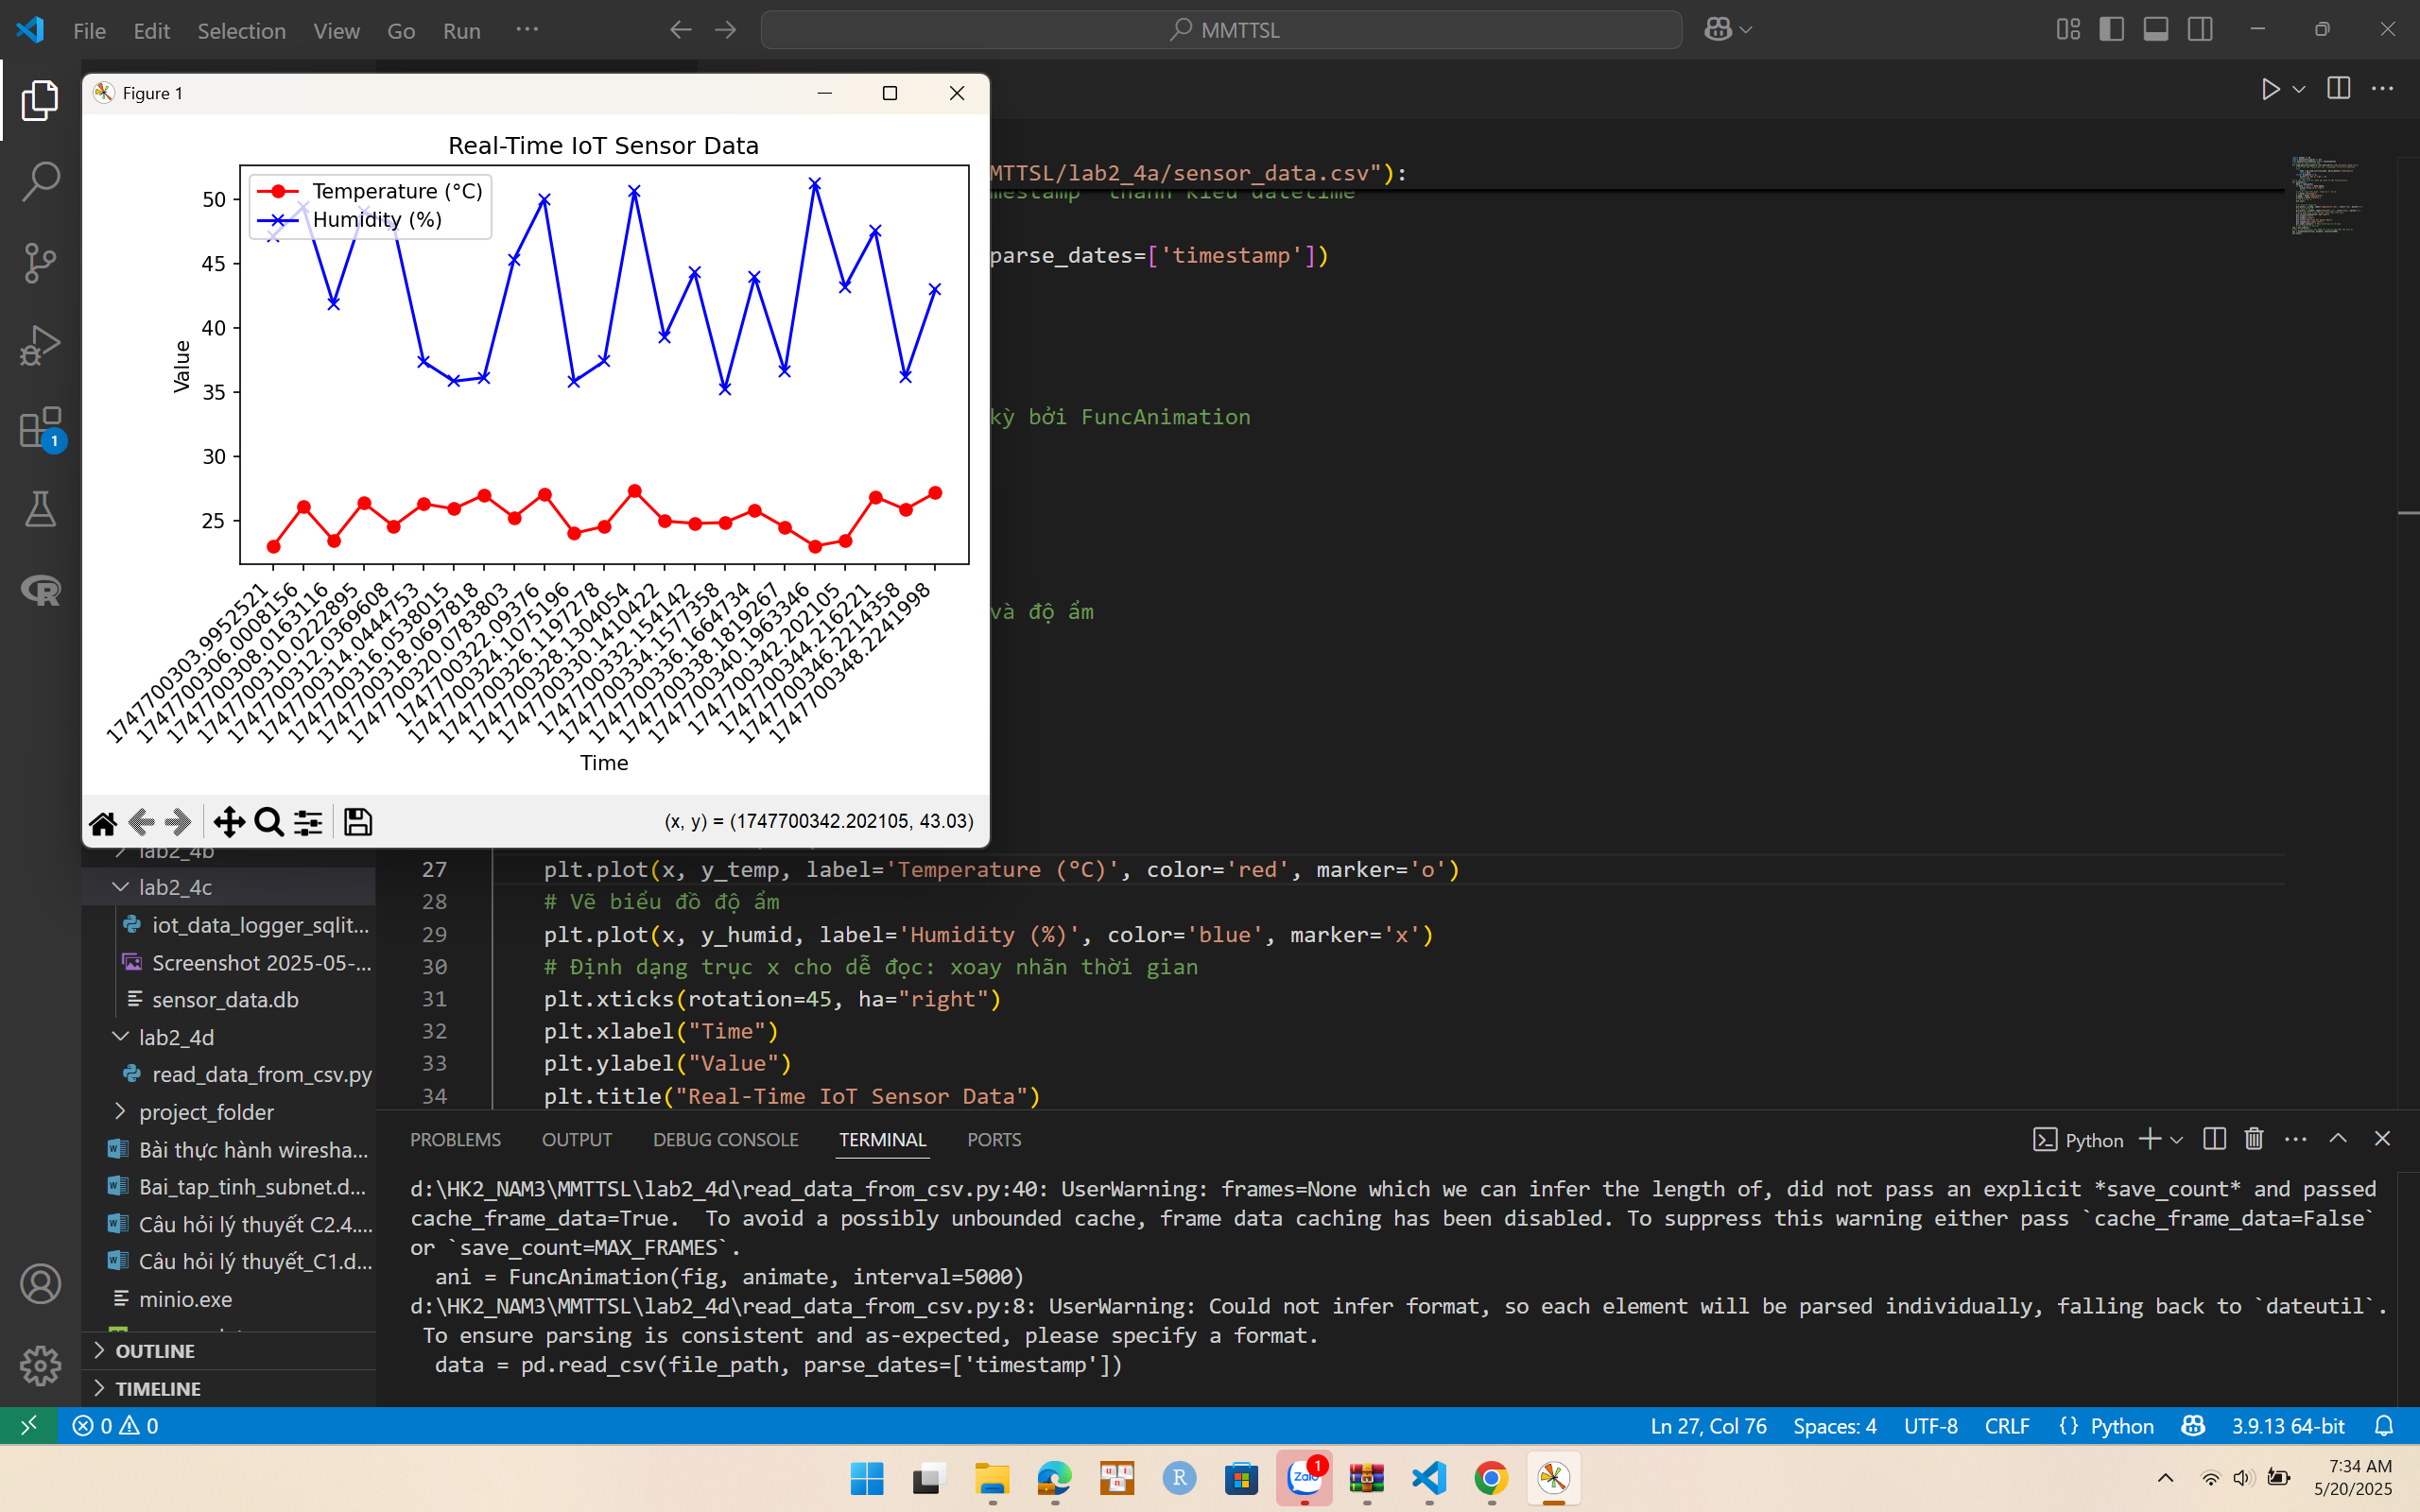 File Edit Selection View Go Run ···
MMTTSL
Figure 1
Real-Time IoT Sensor Data
Temperature (°C)
Humidity (%)
50
45
40
35
30
25
Value
1747700303.9952521
1747700306.0008156
1747700308.0163116
1747700310.0222895
1747700312.0369608
1747700314.0444753
1747700316.0538015
1747700318.0697818
1747700320.0783803
1747700322.09376
1747700324.1075196
1747700326.1197278
1747700328.1304054
1747700330.1410422
1747700332.154142
1747700334.1577358
1747700336.1664734
1747700338.1819267
1747700340.1963346
1747700342.202105
1747700344.216221
1747700346.2214358
1747700348.2241998
Time
(x, y) = (1747700342.202105, 43.03)
MTTSL/lab2_4a/sensor_data.csv"):
mestamp' thành kiểu datetime
parse_dates=['timestamp'])
kỳ bởi FuncAnimation
và độ ẩm
27 plt.plot(x, y_temp, label='Temperature (°C)', color='red', marker='o')
28 # Vẽ biểu đồ độ ẩm
29 plt.plot(x, y_humid, label='Humidity (%)', color='blue', marker='x')
30 # Định dạng trục x cho dễ đọc: xoay nhãn thời gian
31 plt.xticks(rotation=45, ha="right")
32 plt.xlabel("Time")
33 plt.ylabel("Value")
34 plt.title("Real-Time IoT Sensor Data")
1
lab2_4b
lab2_4c
iot_data_logger_sqlit...
Screenshot 2025-05-...
sensor_data.db
lab2_4d
read_data_from_csv.py
project_folder
Bài thực hành wiresha...
Bai_tap_tinh_subnet.d...
Câu hỏi lý thuyết C2.4....
Câu hỏi lý thuyết_C1.d...
minio.exe
OUTLINE
TIMELINE
PROBLEMS OUTPUT DEBUG CONSOLE TERMINAL PORTS
Python
d:\HK2_NAM3\MMTTSL\lab2_4d\read_data_from_csv.py:40: UserWarning: frames=None which we can infer the length of, did not pass an explicit *save_count* and passed
cache_frame_data=True.  To avoid a possibly unbounded cache, frame data caching has been disabled. To suppress this warning either pass `cache_frame_data=False`
or `save_count=MAX_FRAMES`.
ani = FuncAnimation(fig, animate, interval=5000)
d:\HK2_NAM3\MMTTSL\lab2_4d\read_data_from_csv.py:8: UserWarning: Could not infer format, so each element will be parsed individually, falling back to `dateutil`.
To ensure parsing is consistent and as-expected, please specify a format.
data = pd.read_csv(file_path, parse_dates=['timestamp'])
0 0
Ln 27, Col 76 Spaces: 4 UTF-8 CRLF {} Python 3.9.13 64-bit
R
Zalo
1
7:34 AM
5/20/2025